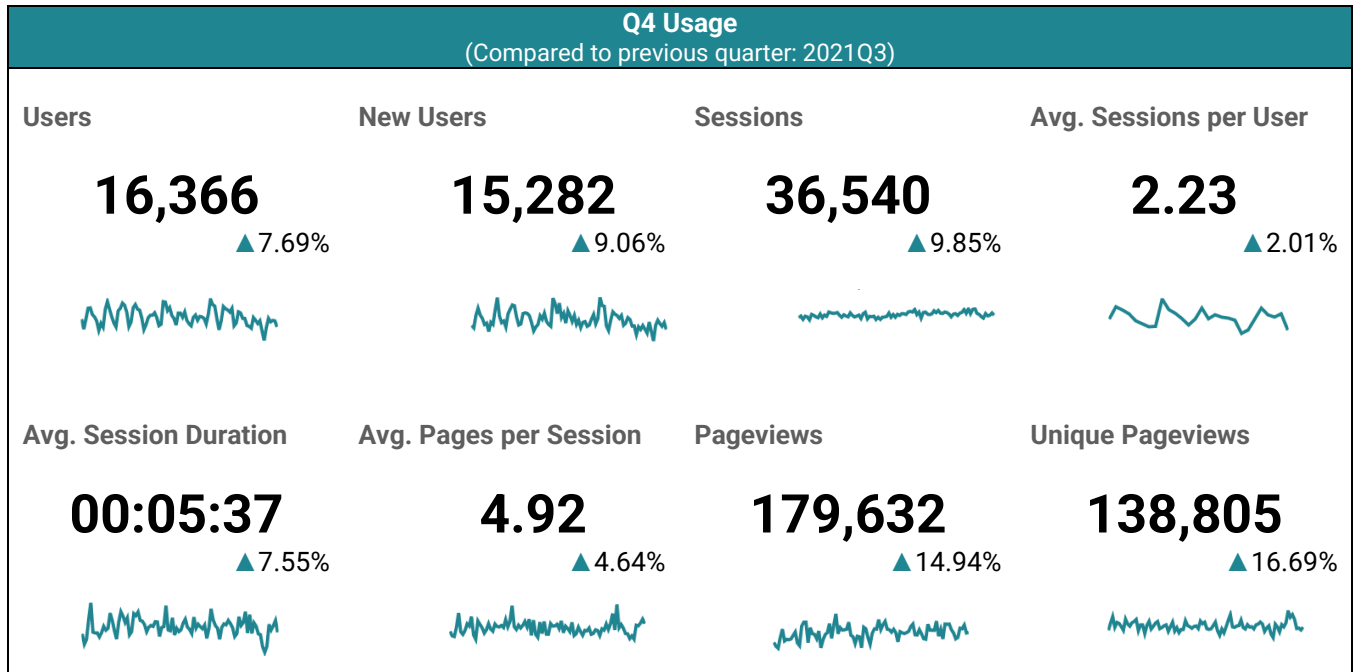 Q4 Usage
(Compared to previous quarter: 2021Q3)
Users
New Users
Sessions
Avg. Sessions per User
16,366
15,282
36,540
2.23
▲7.69%
▲9.06%
▲9.85%
▲2.01%
Avg. Session Duration
Avg. Pages per Session
Pageviews
Unique Pageviews
00:05:37
4.92
179,632
138,805
▲7.55%
▲4.64%
▲14.94%
▲16.69%